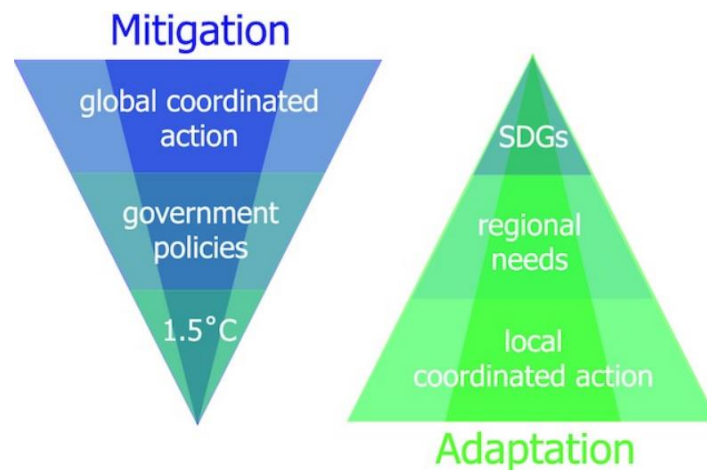 Mitigation
global coordinated
action
government
policies
1.5°C
SDGs
regional
needs
local
coordinated action
Adaptation